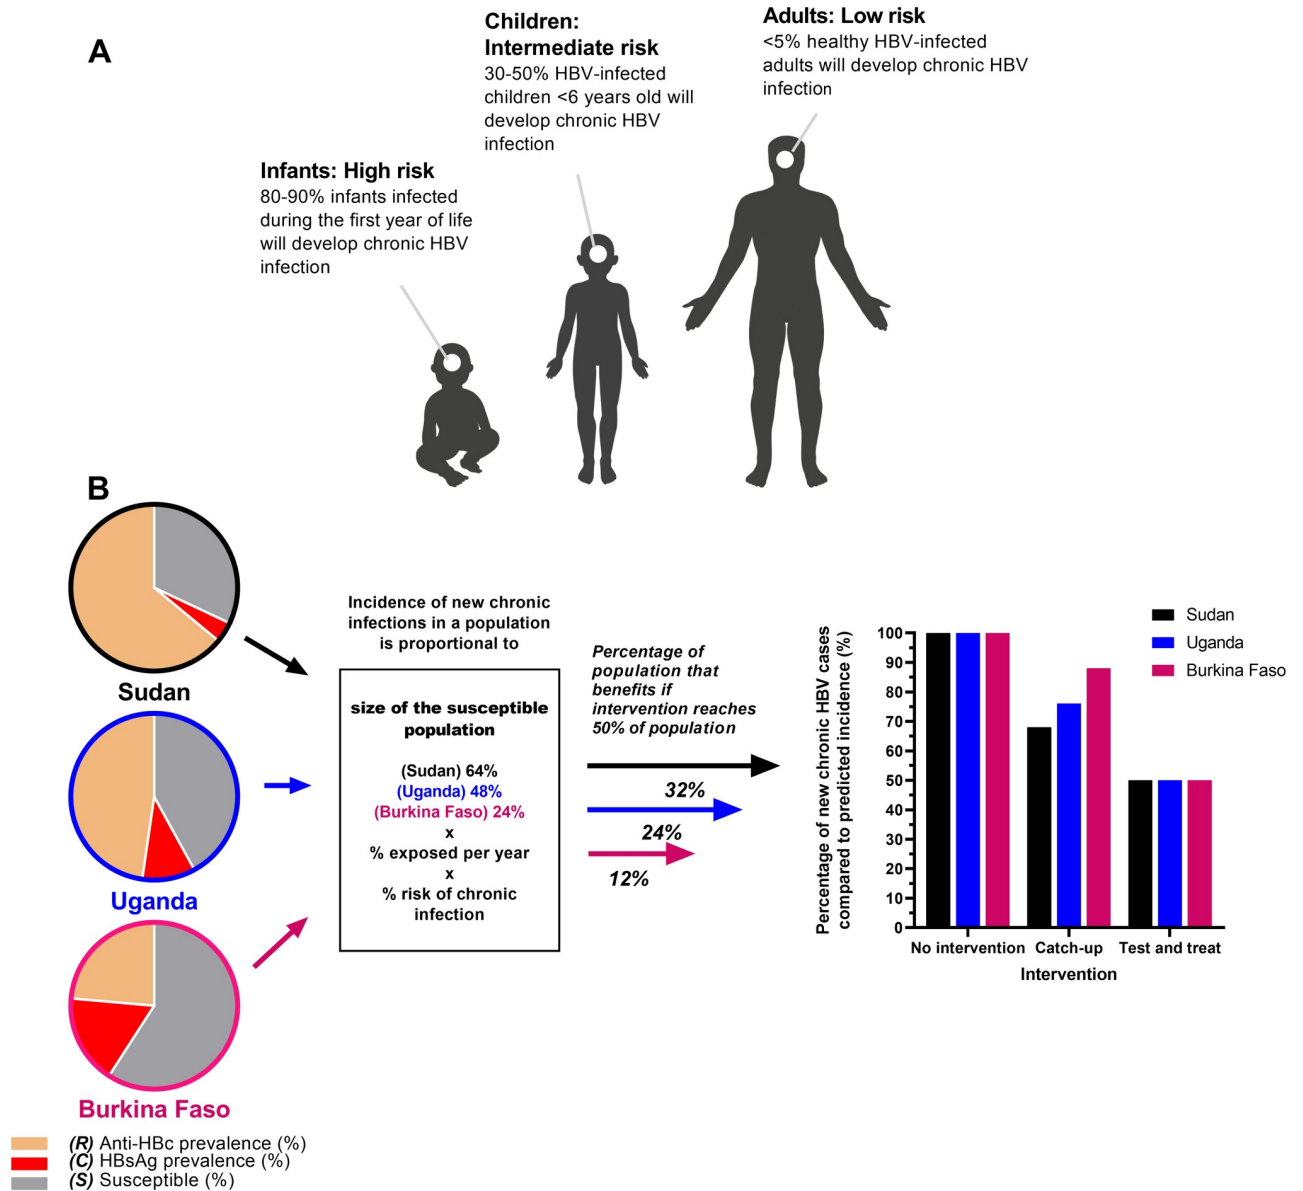 A
Infants: High risk
80-90% infants infected
during the first year of life
will develop chronic HBV
infection
Children:
Intermediate risk
30-50% HBV-infected
children <6 years old will
develop chronic HBV
infection
Adults: Low risk
<5% healthy HBV-infected
adults will develop chronic HBV
infection
B
Sudan
Uganda
Burkina Faso
(R) Anti-HBc prevalence (%)
(C) HBsAg prevalence (%)
(S) Susceptible (%)
Incidence of new chronic
infections in a population
is proportional to
size of the susceptible
population
(Sudan) 64%
(Uganda) 48%
(Burkina Faso) 24%
x
% exposed per year
x
% risk of chronic
infection
Percentage of
population that
benefits if
intervention reaches
50% of population
32%
24%
12%
Percentage of new chronic HBV cases
compared to predicted incidence (%)
100
90
80
70
60
50
40
30
20
10
0
No intervention
Catch-up
Test and treat
Intervention
Sudan
Uganda
Burkina Faso